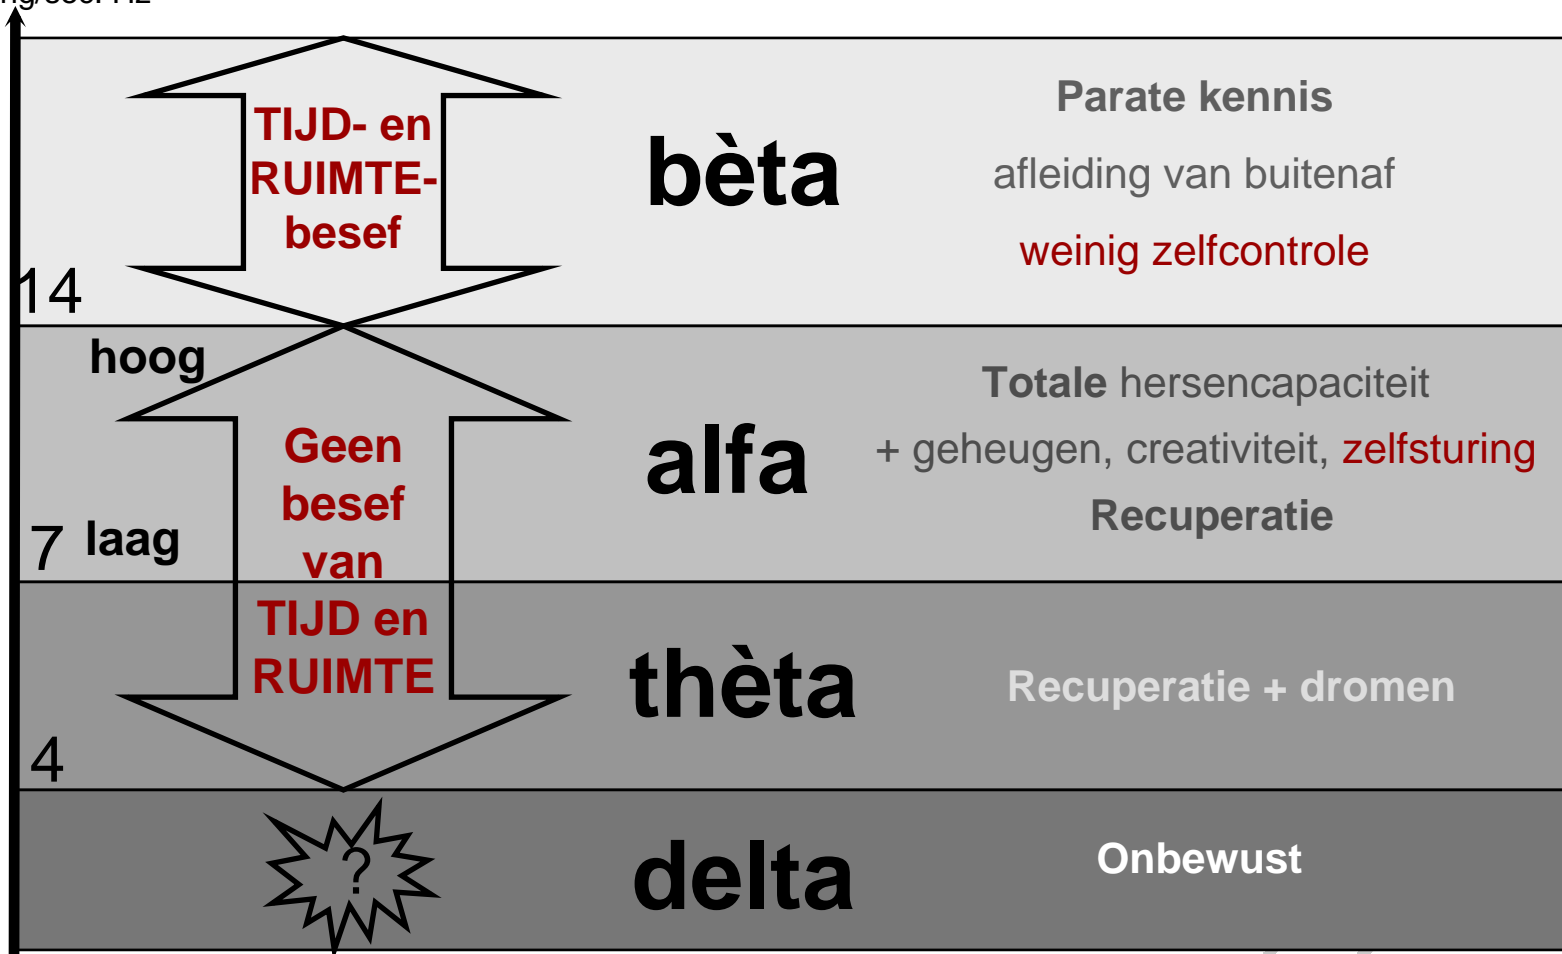 TIJD- en
RUIMTE-
besef
bèta
Parate kennis
afleiding van buitenaf
weinig zelfcontrole
14
hoog
Geen
besef
van
TIJD en
RUIMTE
alfa
Totale hersencapaciteit
+ geheugen, creativiteit, zelfsturing
Recuperatie
7 laag
thèta
Recuperatie + dromen
4
?
delta
Onbewust